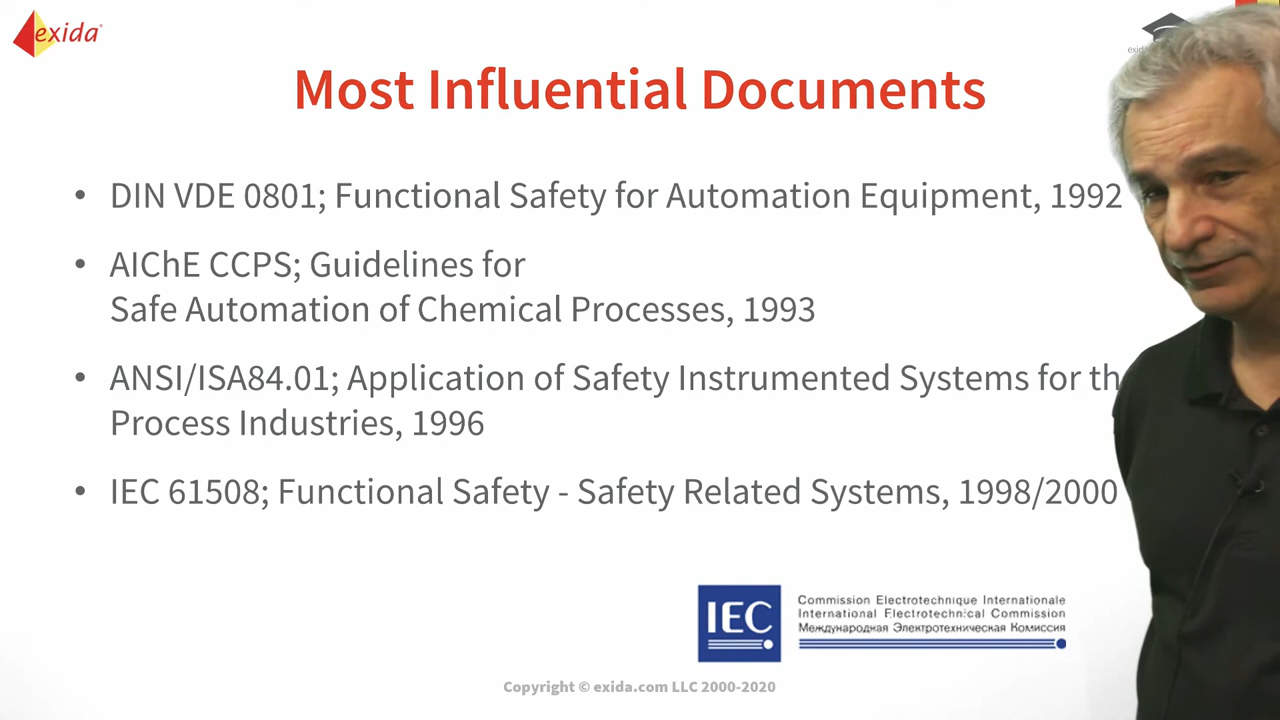 exida
Most Influential Documents
• DIN VDE 0801; Functional Safety for Automation Equipment, 1992
• AIChE CCPS; Guidelines for
Safe Automation of Chemical Processes, 1993
• ANSI/ISA84.01; Application of Safety Instrumented Systems for th
Process Industries, 1996
• IEC 61508; Functional Safety - Safety Related Systems, 1998/2000
IEC
Commission Electrotechnique Internationale
International Electrotechnical Commission
Международная Электротехническая Комиссия
Copyright © exida.com LLC 2000-2020